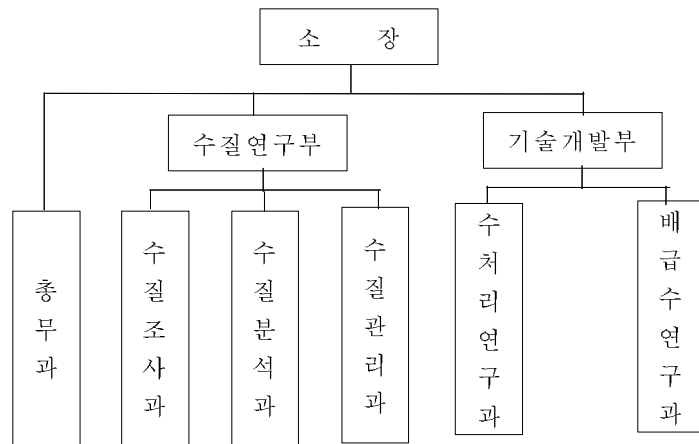 소 장
수질연구부
기술개발부
총무과
수질조사과
수질분석과
수질관리과
수처리연구과
배급수연구과